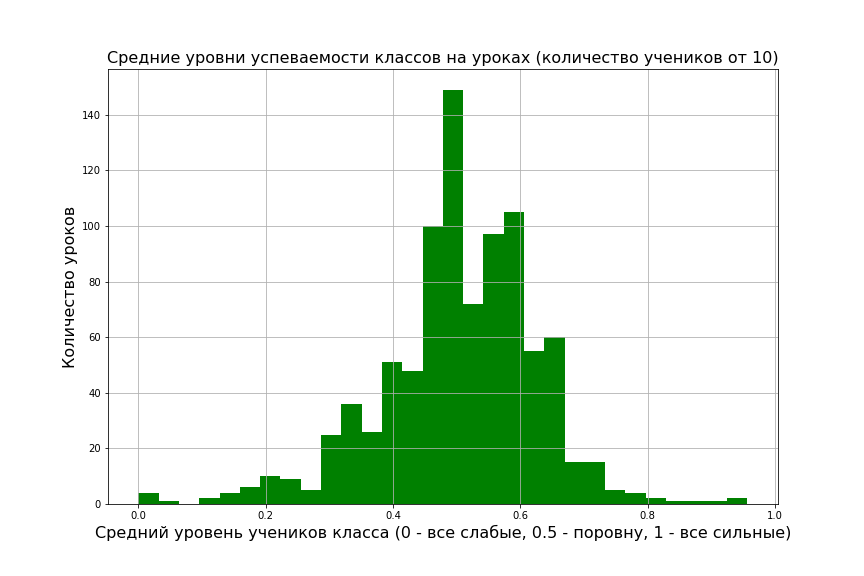 Средние уровни успеваемости классов на уроках (количество учеников от 10)
Количество уроков
140
120
100
80
60
40
20
0
0.0 0.2 0.4 0.6 0.8 1.0
Средний уровень учеников класса (0 - все слабые, 0.5 - поровну, 1 - все сильные)